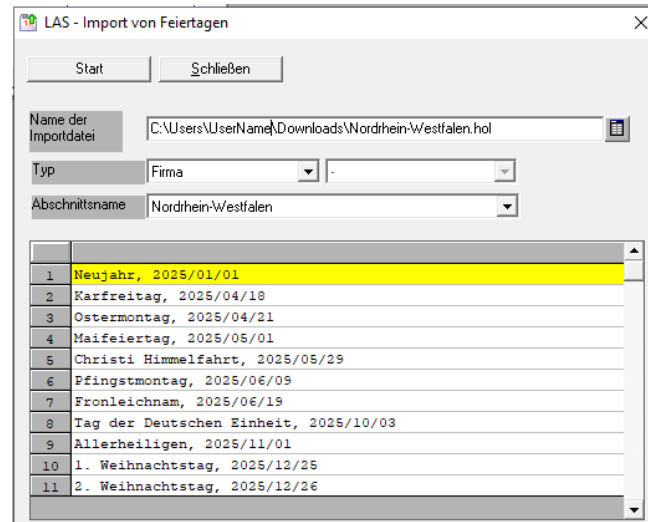 LAS - Import von Feiertagen
Start
Schließen
Name der
Importdatei
C:\Users\UserName\Downloads\Nordrhein-Westfalen.hol
Typ
Firma
-
Abschnittsname
Nordrhein-Westfalen
1 Neujahr, 2025/01/01
2 Karfreitag, 2025/04/18
3 Ostermontag, 2025/04/21
4 Maifeiertag, 2025/05/01
5 Christi Himmelfahrt, 2025/05/29
6 Pfingstmontag, 2025/06/09
7 Fronleichnam, 2025/06/19
8 Tag der Deutschen Einheit, 2025/10/03
9 Allerheiligen, 2025/11/01
10 1. Weihnachtstag, 2025/12/25
11 2. Weihnachtstag, 2025/12/26